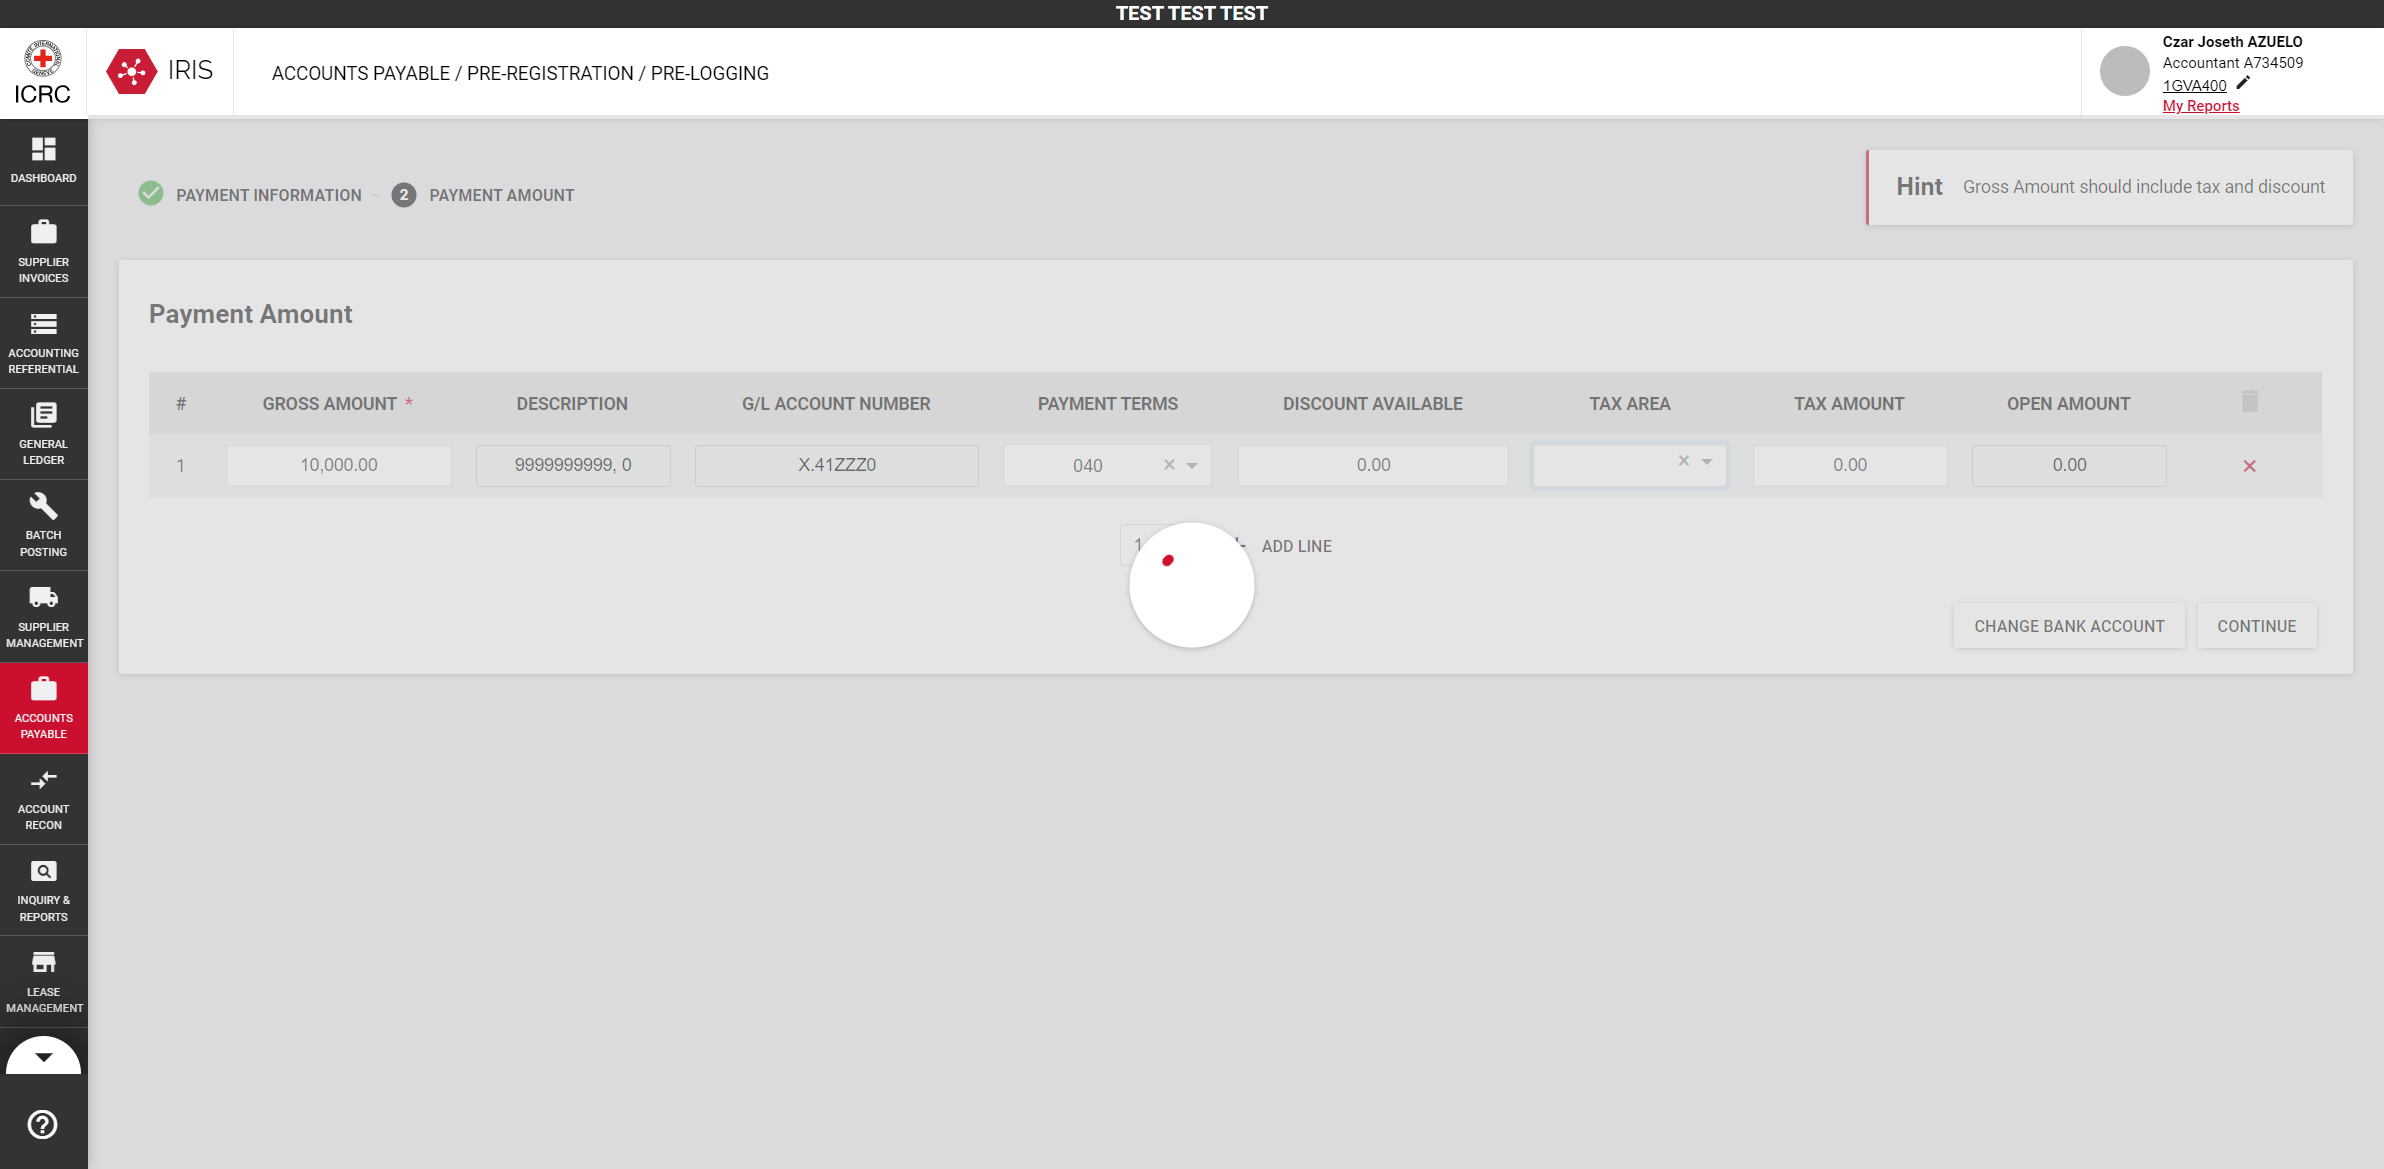 TEST TEST TEST
ICRC
IRIS
ACCOUNTS PAYABLE / PRE-REGISTRATION / PRE-LOGGING
Czar Joseth AZUELO
Accountant A734509
1GVA400
My Reports
DASHBOARD
SUPPLIER
INVOICES
ACCOUNTING
REFERENTIAL
GENERAL
LEDGER
BATCH
POSTING
SUPPLIER
MANAGEMENT
ACCOUNTS
PAYABLE
ACCOUNT
RECON
INQUIRY &
REPORTS
LEASE
MANAGEMENT
PAYMENT INFORMATION
2 PAYMENT AMOUNT
Hint Gross Amount should include tax and discount
Payment Amount
# GROSS AMOUNT * DESCRIPTION G/L ACCOUNT NUMBER PAYMENT TERMS DISCOUNT AVAILABLE TAX AREA TAX AMOUNT OPEN AMOUNT
1 10,000.00 9999999999, 0 X.41ZZZ0 040 0.00 0.00 0.00
1 ADD LINE
CHANGE BANK ACCOUNT CONTINUE